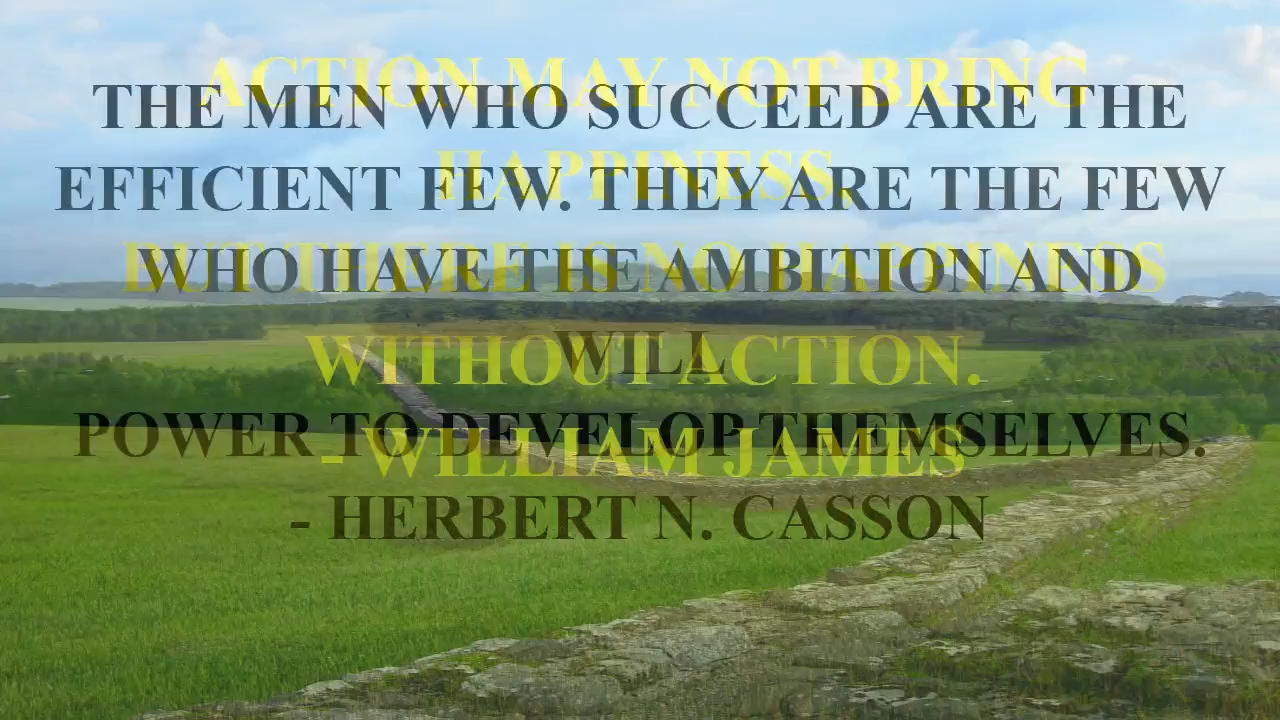 THE MEN WHO SUCCEED ARE THE
EFFICIENT FEW. THEY ARE THE FEW
WHO HAVE THE AMBITION AND
WILL
POWER TO DEVELOP THEMSELVES.
- HERBERT N. CASSON
ACTION MAY NOT BRING
HAPPINESS,
BUT THERE IS NO HAPPINESS
WITHOUT ACTION.
- WILLIAM JAMES